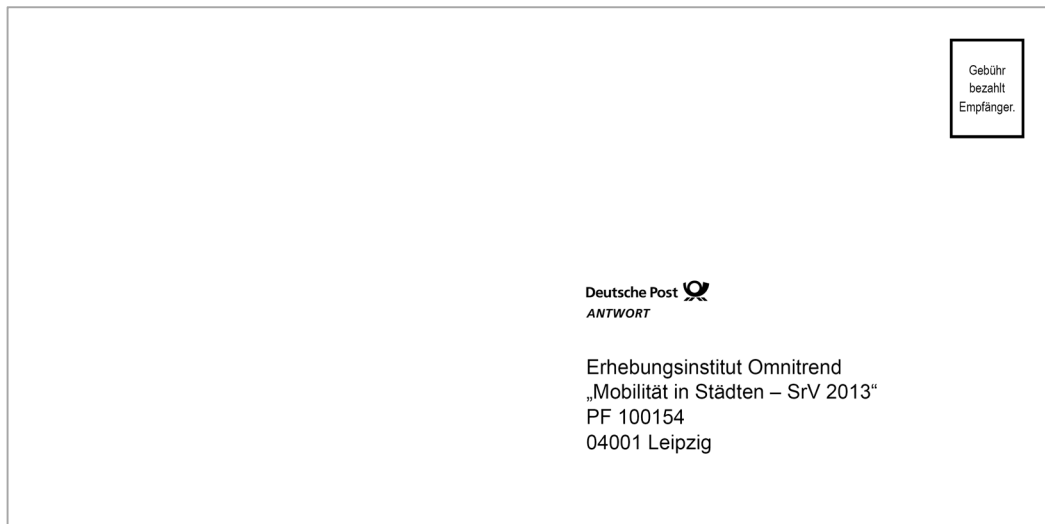 Gebühr
bezahlt
Empfänger.
Deutsche Post
ANTWORT
Erhebungsinstitut Omnitrend
„Mobilität in Städten – SrV 2013“
PF 100154
04001 Leipzig